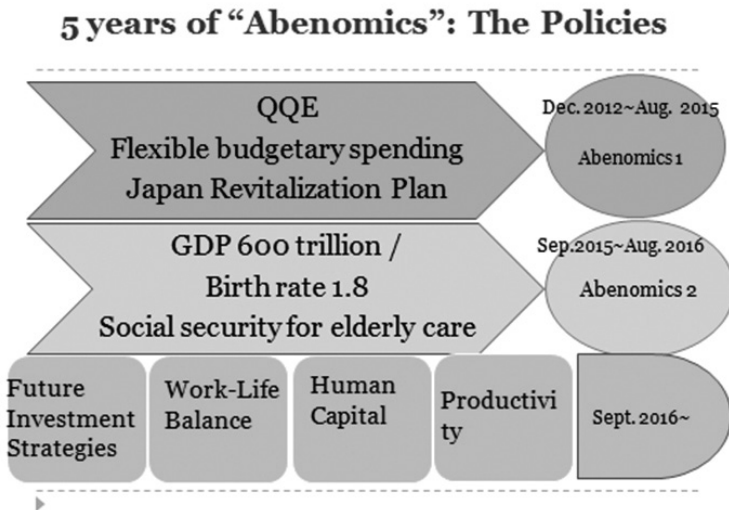 5 years of “Abenomics”: The Policies
QQE
Flexible budgetary spending
Japan Revitalization Plan
Dec. 2012~Aug. 2015
Abenomics 1
GDP 600 trillion /
Birth rate 1.8
Social security for elderly care
Sep.2015~Aug. 2016
Abenomics 2
Future
Investment
Strategies
Work-Life
Balance
Human
Capital
Productivi
ty
Sept. 2016~